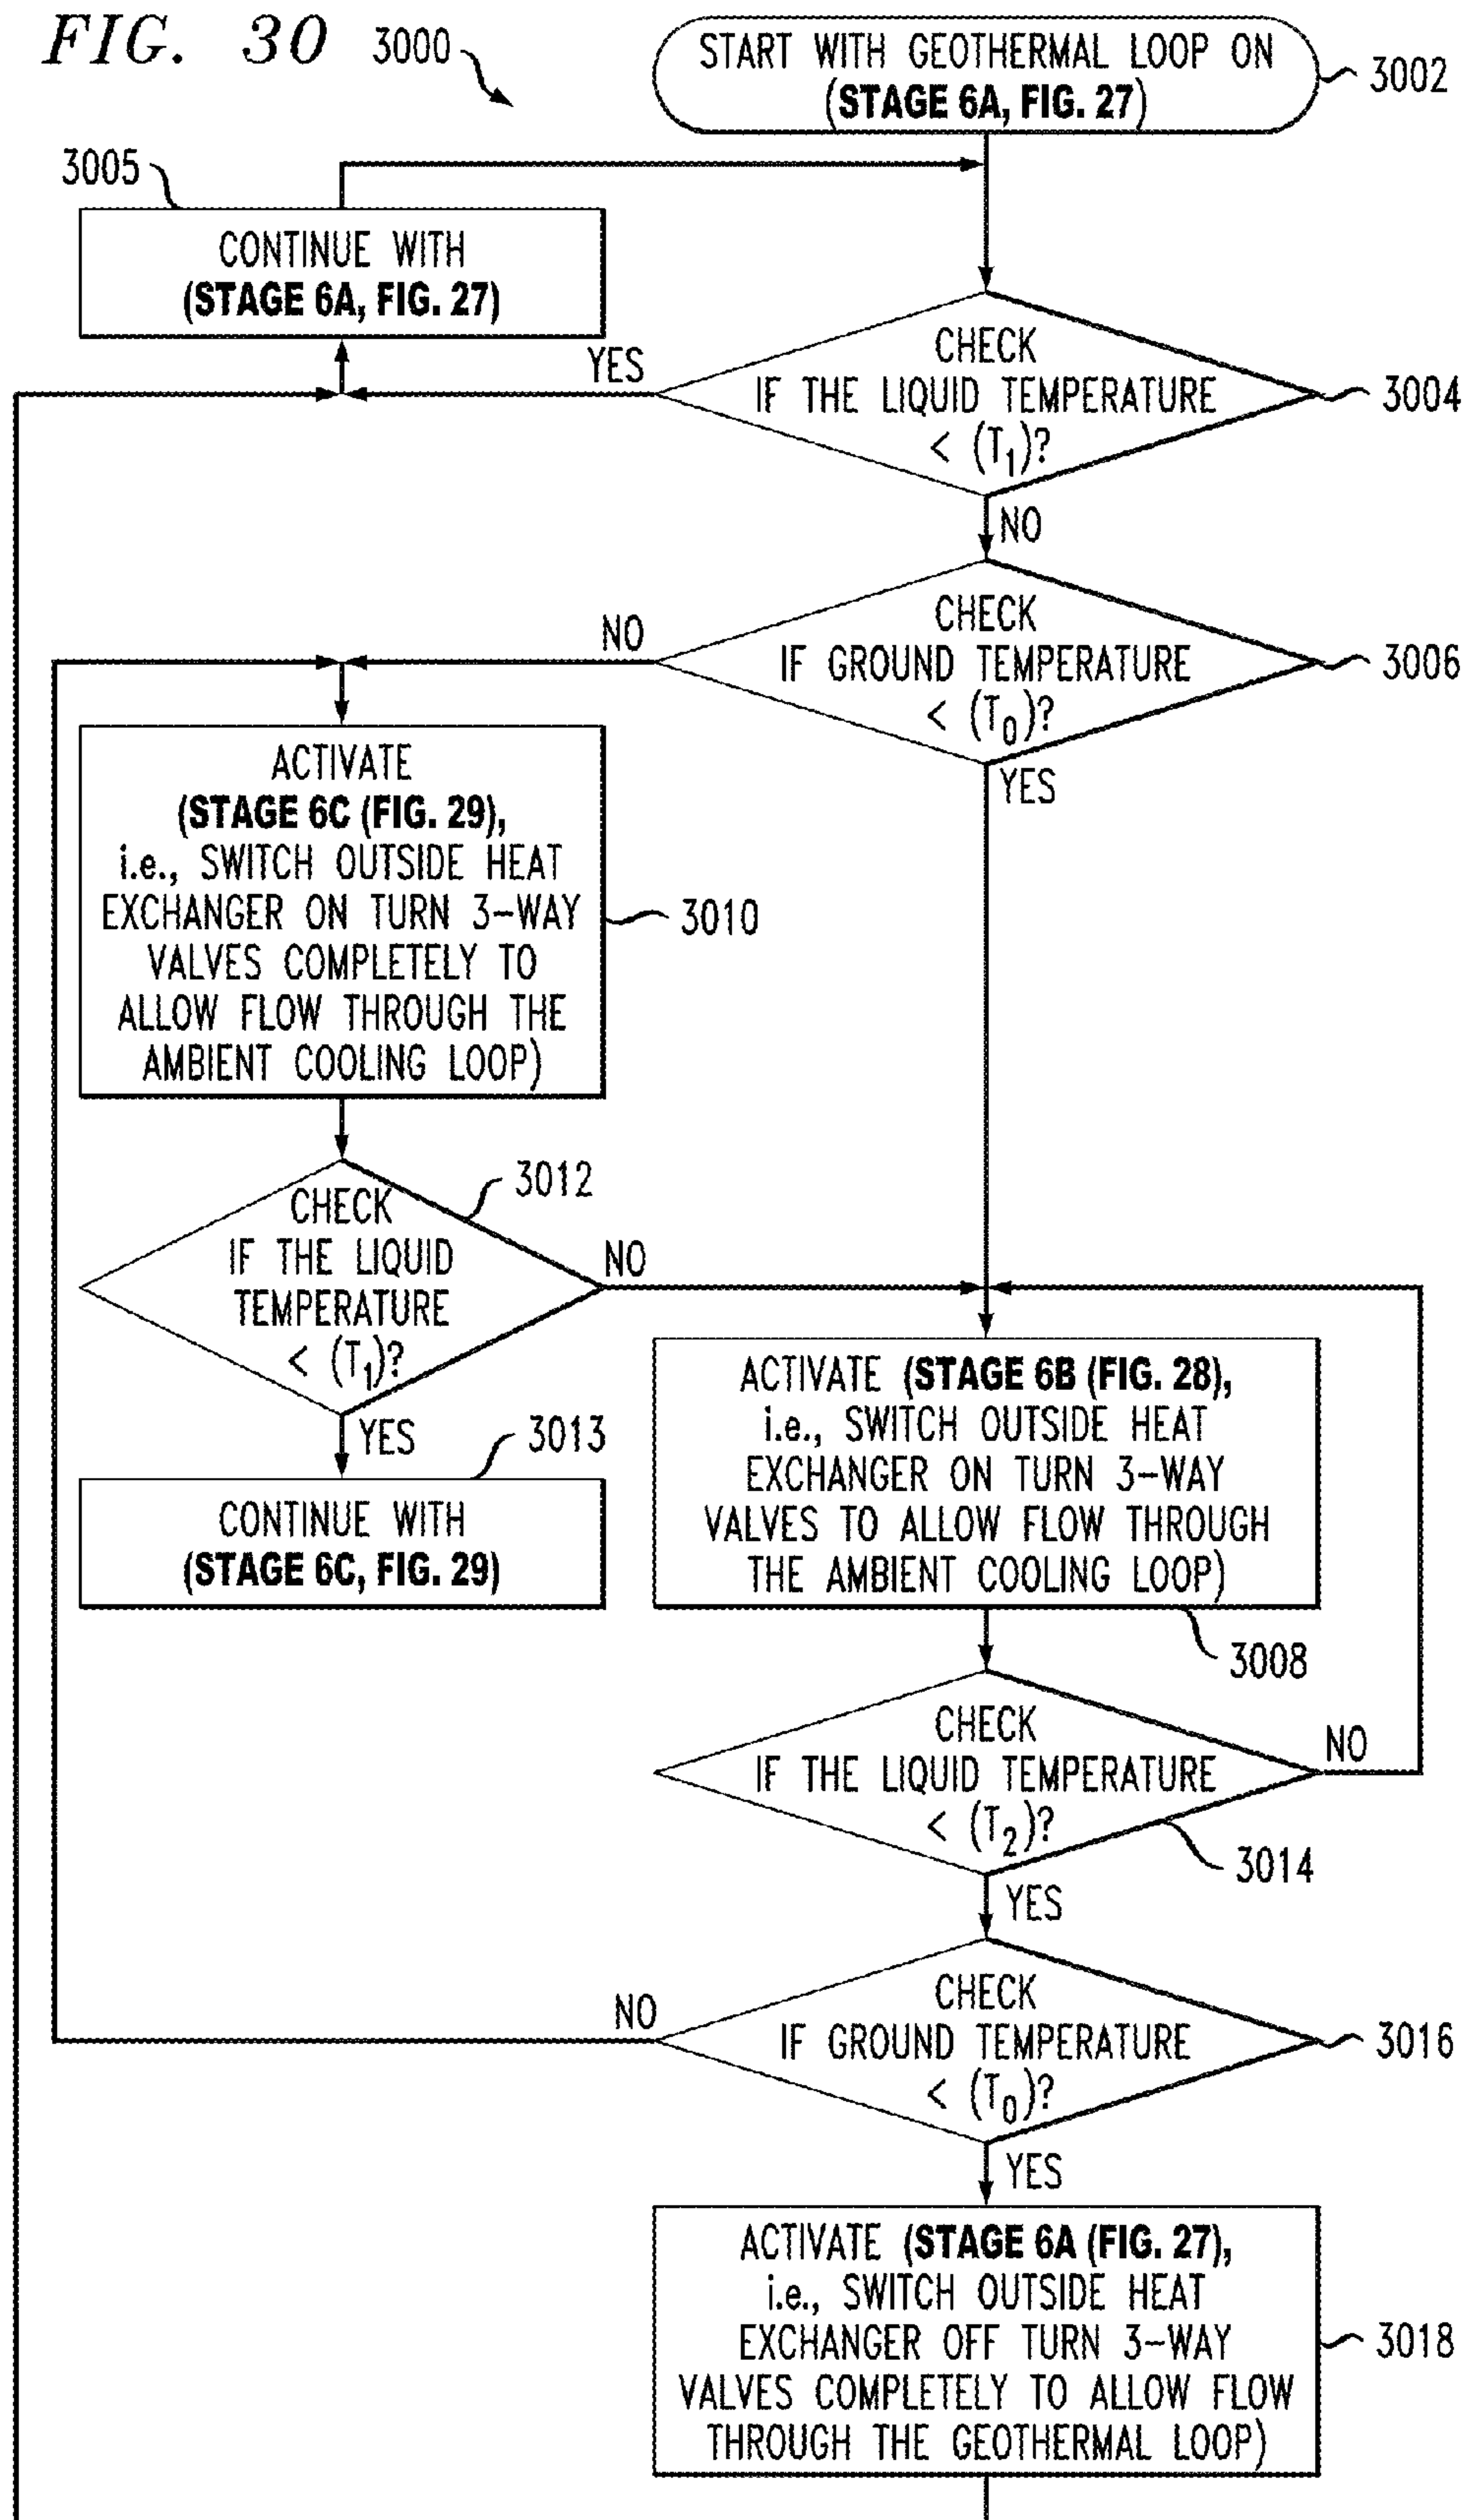 FIG. 30
3000
START WITH GEOTHERMAL LOOP ON
(STAGE 6A, FIG. 27)
3002
3005
CONTINUE WITH
(STAGE 6A, FIG. 27)
YES
CHECK
IF THE LIQUID TEMPERATURE
< (T1)?
3004
NO
NO
CHECK
IF GROUND TEMPERATURE
< (T0)?
3006
YES
ACTIVATE
(STAGE 6C (FIG. 29),
i.e., SWITCH OUTSIDE HEAT
EXCHANGER ON TURN 3-WAY
VALVES COMPLETELY TO
ALLOW FLOW THROUGH THE
AMBIENT COOLING LOOP)
3010
3012
CHECK
IF THE LIQUID
TEMPERATURE
< (T1)?
NO
YES
3013
CONTINUE WITH
(STAGE 6C, FIG. 29)
ACTIVATE (STAGE 6B (FIG. 28),
i.e., SWITCH OUTSIDE HEAT
EXCHANGER ON TURN 3-WAY
VALVES TO ALLOW FLOW THROUGH
THE AMBIENT COOLING LOOP)
3008
CHECK
IF THE LIQUID TEMPERATURE
< (T2)?
NO
3014
YES
NO
CHECK
IF GROUND TEMPERATURE
< (T0)?
3016
YES
ACTIVATE (STAGE 6A (FIG. 27),
i.e., SWITCH OUTSIDE HEAT
EXCHANGER OFF TURN 3-WAY
VALVES COMPLETELY TO ALLOW FLOW
THROUGH THE GEOTHERMAL LOOP)
3018